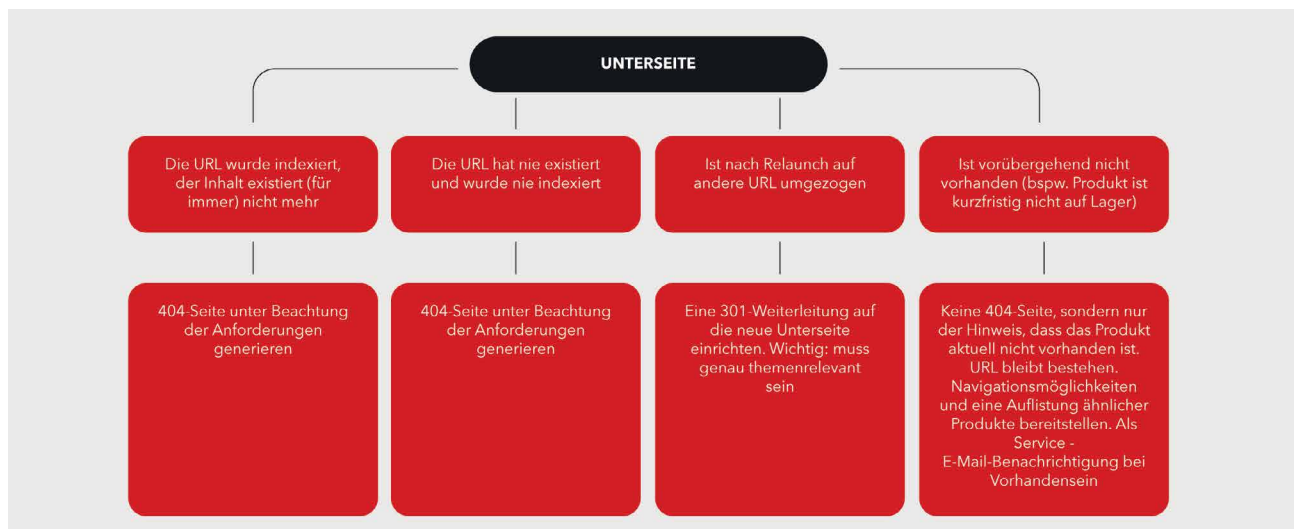 UNTERSEITE
Die URL wurde indexiert,
der Inhalt existiert (für
immer) nicht mehr
Die URL hat nie existiert
und wurde nie indexiert
Ist nach Relaunch auf
andere URL umgezogen
Ist vorübergehend nicht
vorhanden (bspw. Produkt ist
kurzfristig nicht auf Lager)
404-Seite unter Beachtung
der Anforderungen
generieren
404-Seite unter Beachtung
der Anforderungen
generieren
Eine 301-Weiterleitung auf
die neue Unterseite
einrichten. Wichtig: muss
genau themenrelevant
sein
Keine 404-Seite, sondern nur
der Hinweis, dass das Produkt
aktuell nicht vorhanden ist.
URL bleibt bestehen.
Navigationsmöglichkeiten
und eine Auflistung ähnlicher
Produkte bereitstellen. Als
Service -
E-Mail-Benachrichtigung bei
Vorhandensein